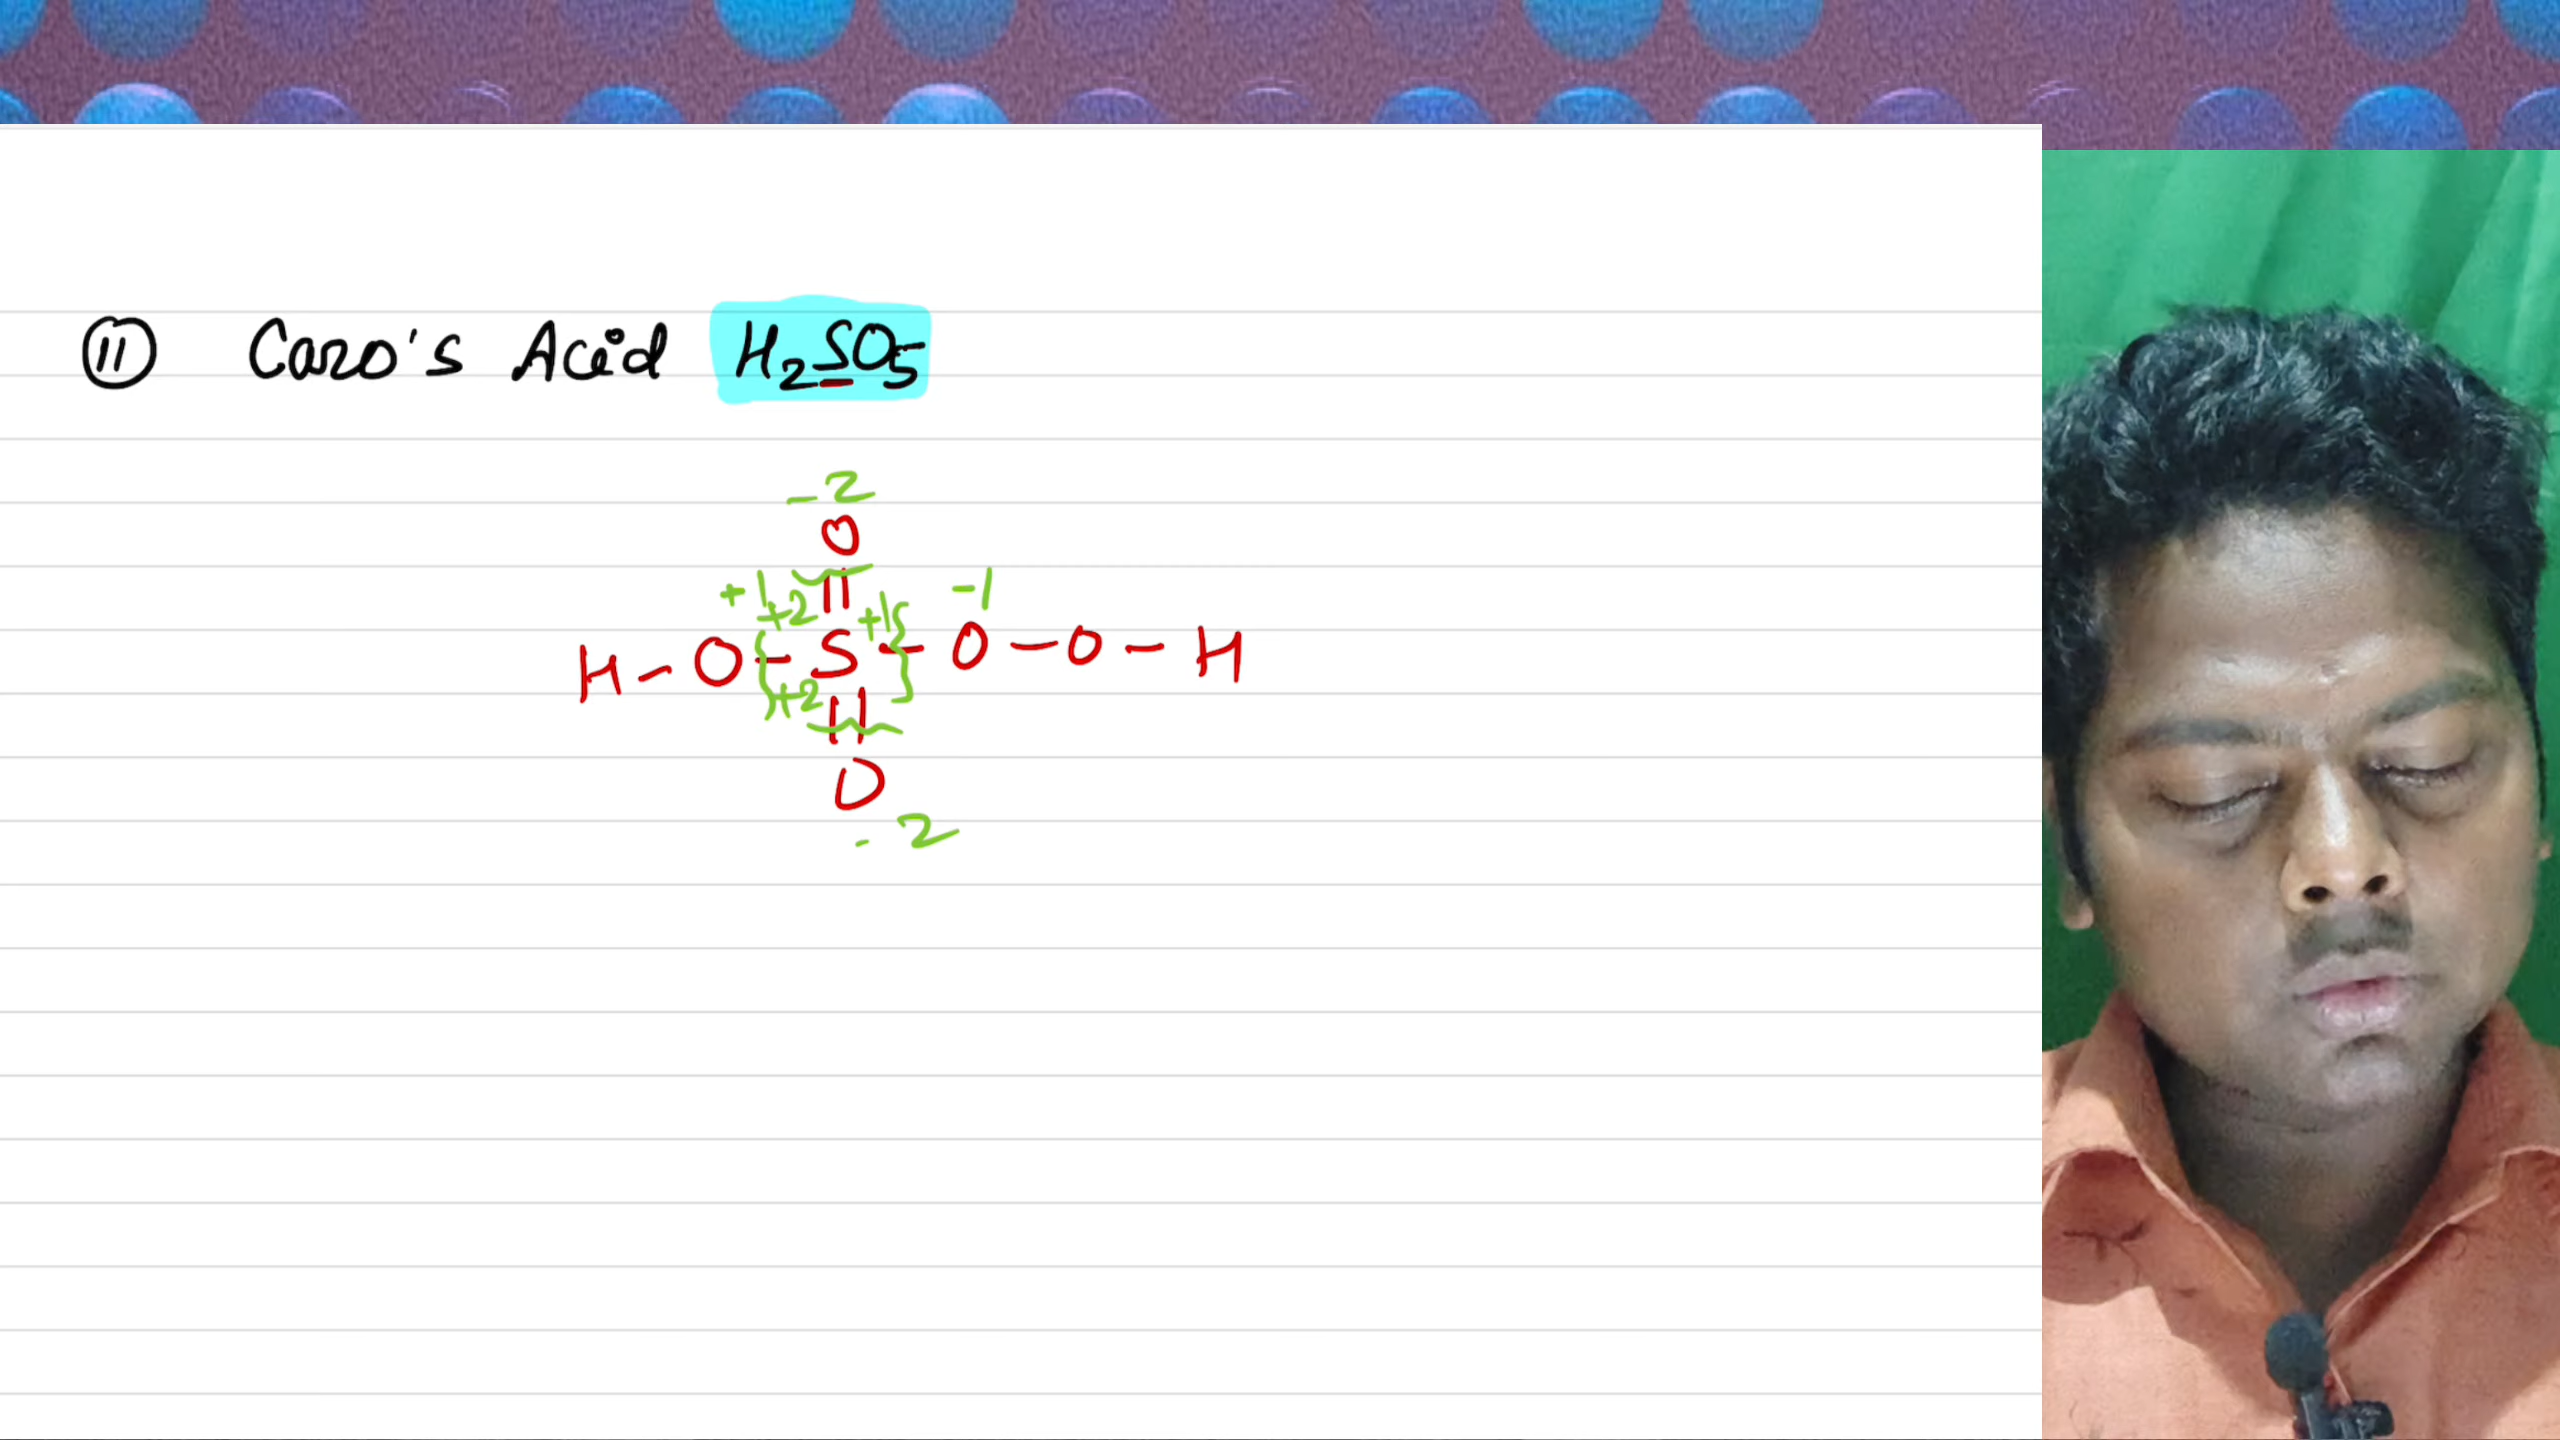 11 Caro's Acid H2SO5
-2
O
+1 +2 || +1 -1
H-O-S-O-O-H
+2 ||
O
-2